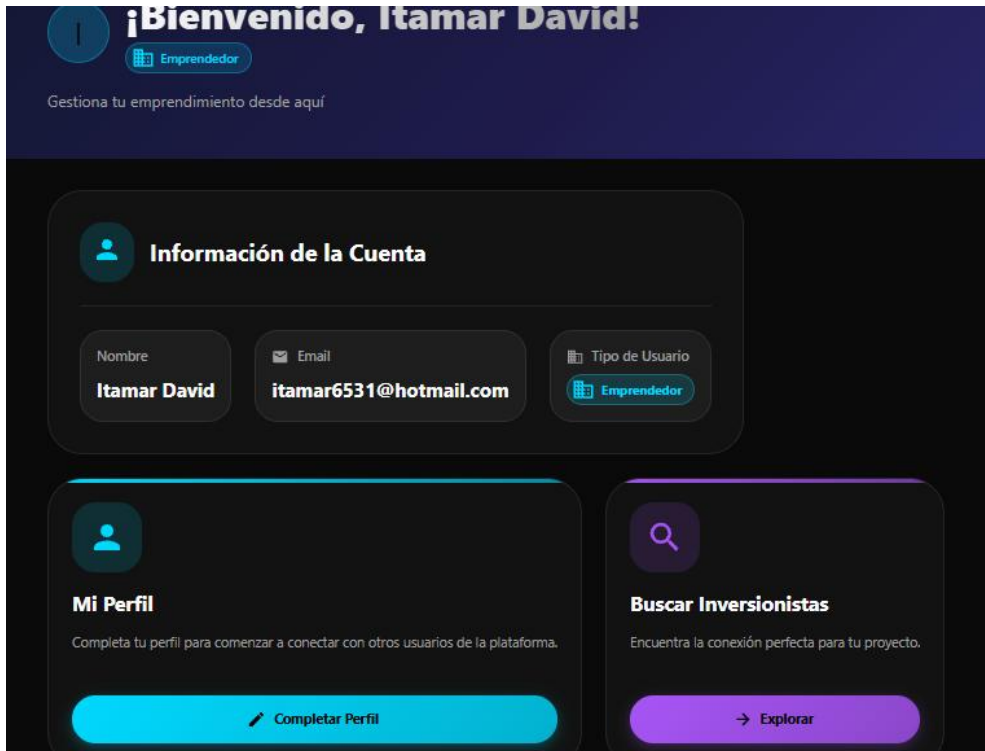 I
¡Bienvenido, Itamar David!
Emprendedor
Gestiona tu emprendimiento desde aquí
Información de la Cuenta
Nombre
Itamar David
Email
itamar6531@hotmail.com
Tipo de Usuario
Emprendedor
Mi Perfil
Completa tu perfil para comenzar a conectar con otros usuarios de la plataforma.
Completar Perfil
Buscar Inversionistas
Encuentra la conexión perfecta para tu proyecto.
Explorar